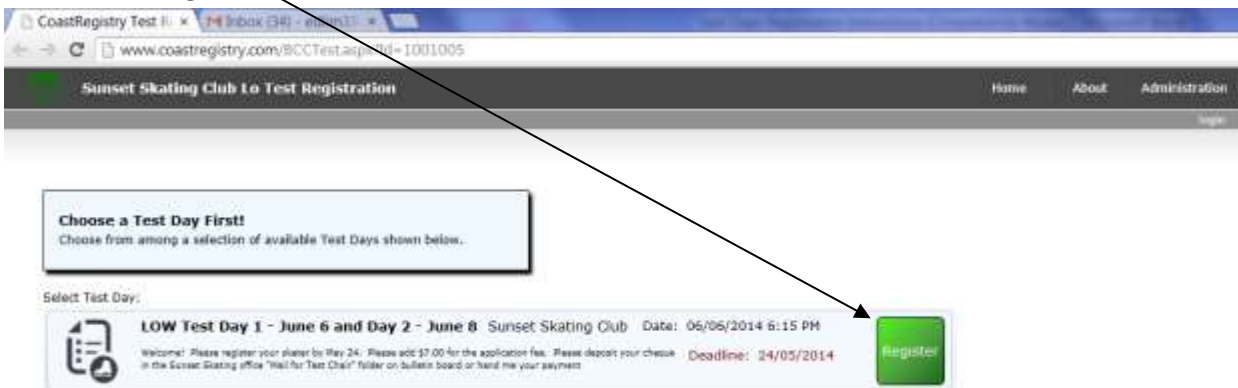 CoastRegistry Test R
Inbox (34) -
www.coastregistry.com/BCCTest.aspx?id=1001005
Sunset Skating Club Lo Test Registration
Home About Administration
login
Choose a Test Day First!
Choose from among a selection of available Test Days shown below.
Select Test Day:
LOW Test Day 1 - June 6 and Day 2 - June 8 Sunset Skating Club Date: 06/06/2014 6:15 PM
Welcome! Please register your skater by May 24. Please add $7.00 for the application fee. Please deposit your cheque
in the Sunset Skating office "Mail for Test Chair" folder on bulletin board or hand me your payment
Deadline: 24/05/2014
Register